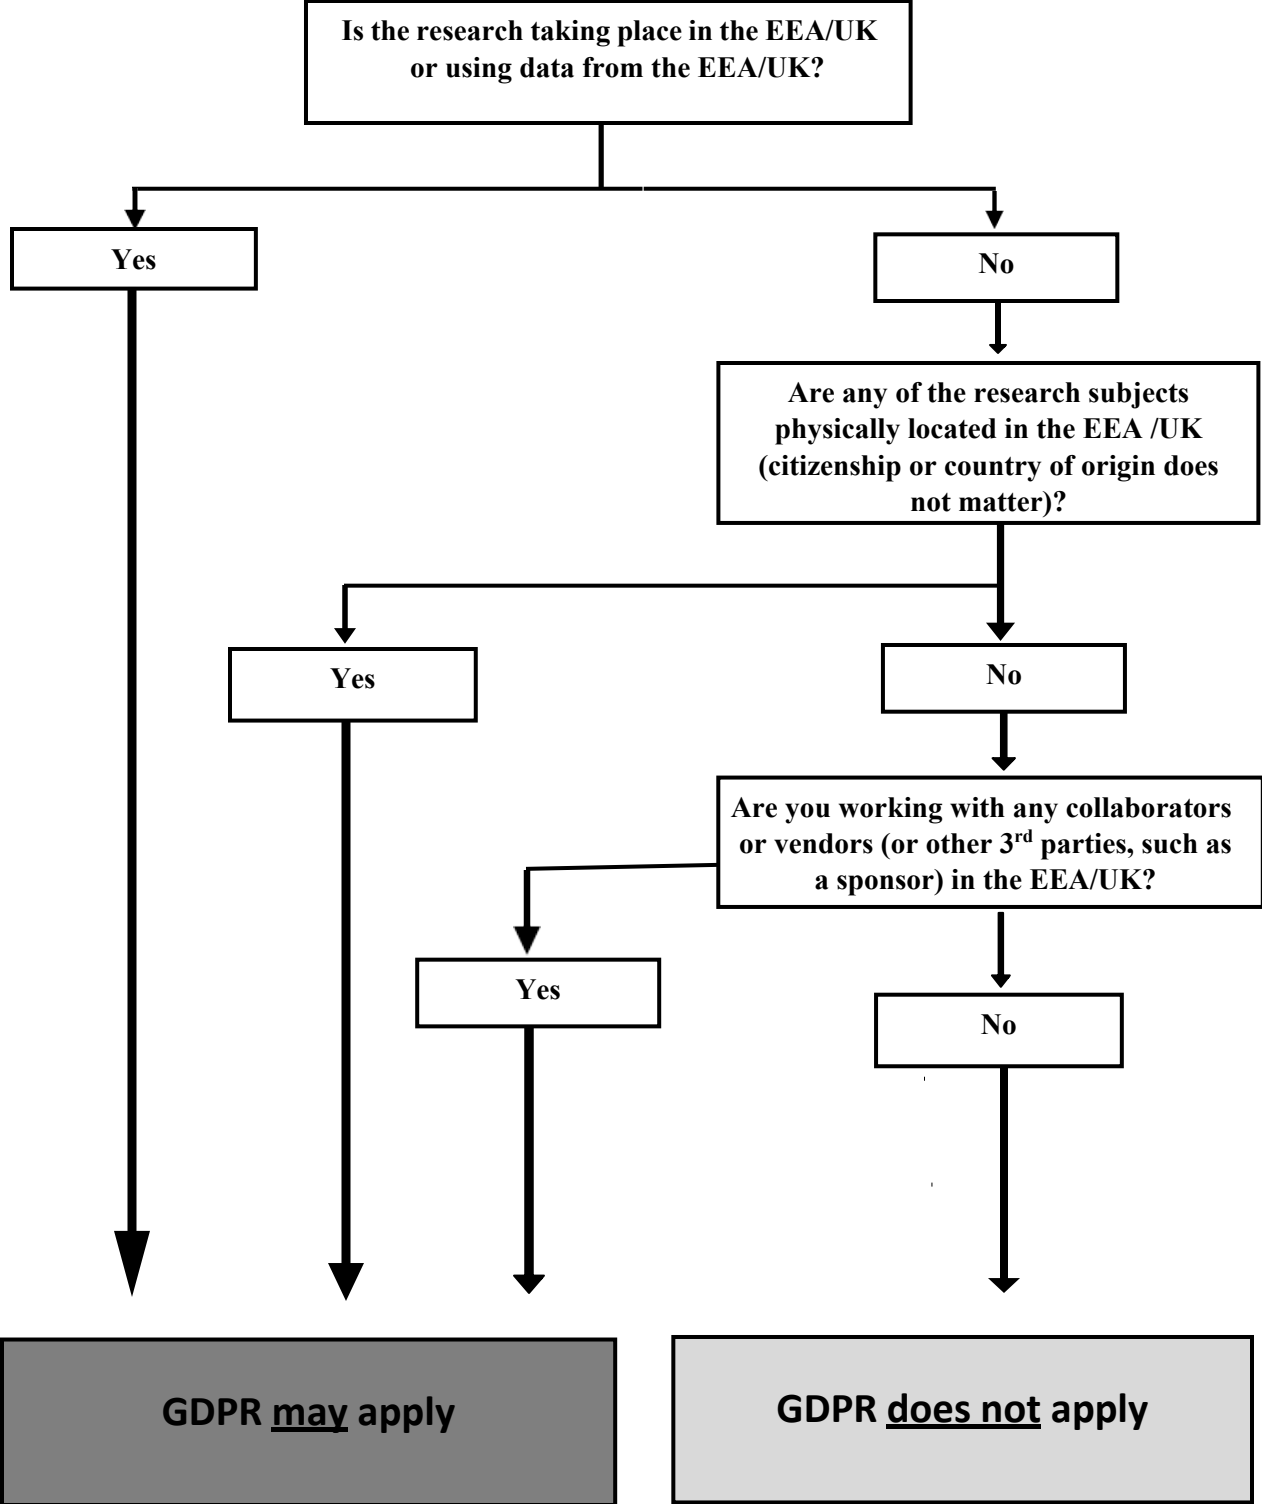 Is the research taking place in the EEA/UK
or using data from the EEA/UK?
Yes
No
Are any of the research subjects
physically located in the EEA /UK
(citizenship or country of origin does
not matter)?
Yes
No
Are you working with any collaborators
or vendors (or other 3rd parties, such as
a sponsor) in the EEA/UK?
Yes
No
GDPR may apply
GDPR does not apply